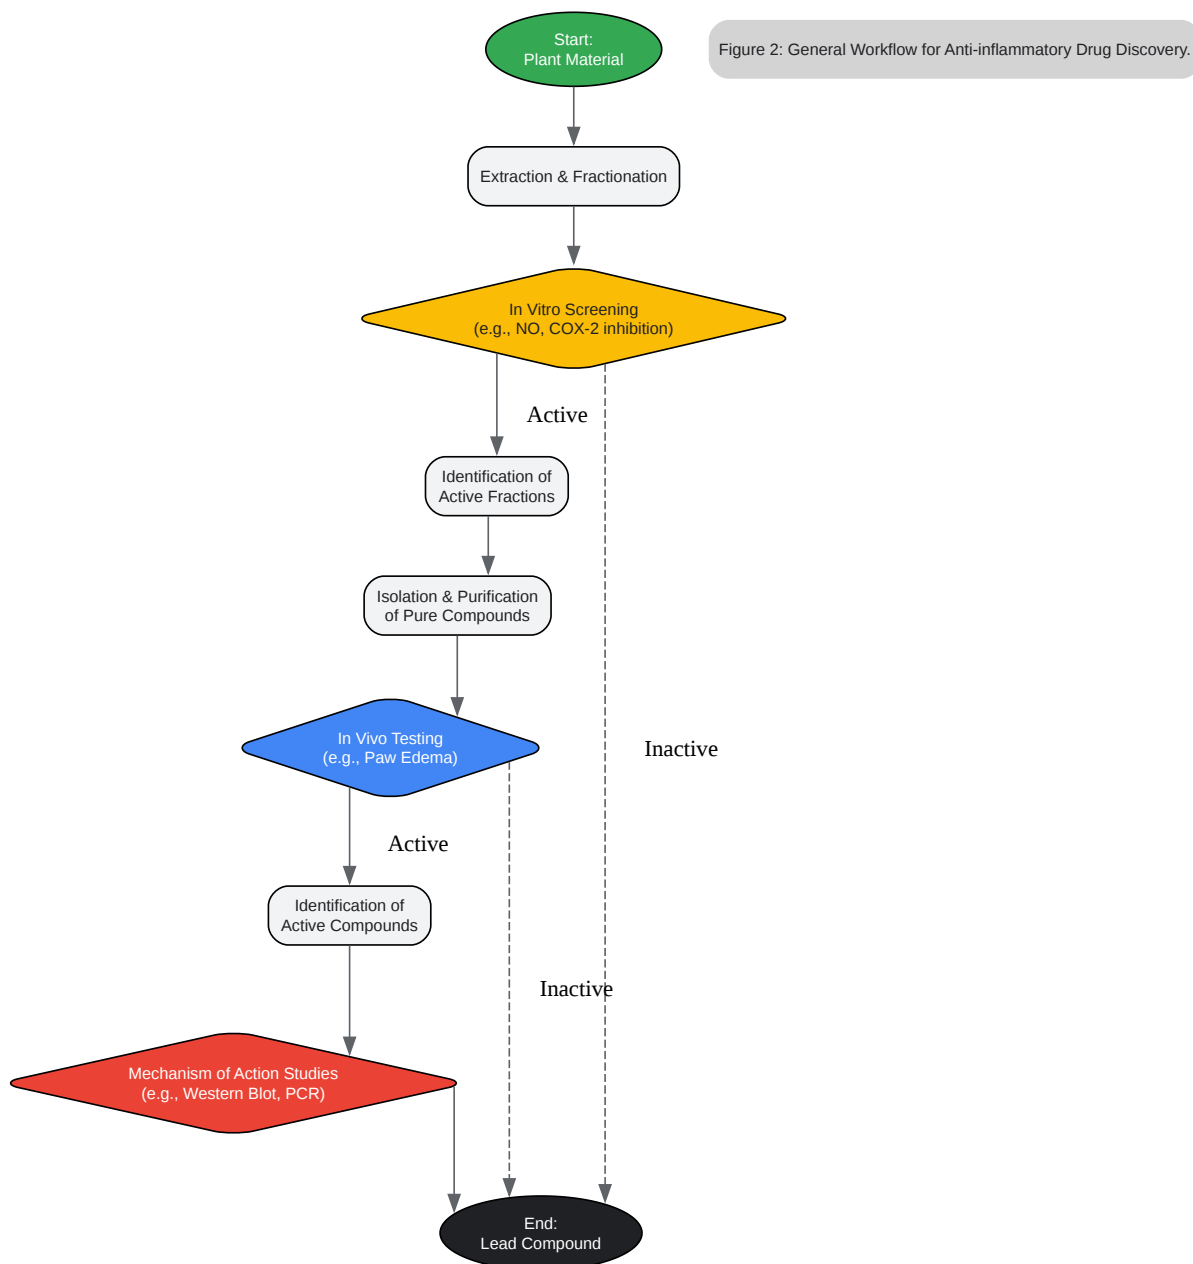 Start:
Plant Material
Figure 2: General Workflow for Anti-inflammatory Drug Discovery.
Extraction & Fractionation
In Vitro Screening
(e.g., NO, COX-2 inhibition)
Active
Identification of
Active Fractions
Isolation & Purification
of Pure Compounds
In Vivo Testing
(e.g., Paw Edema)
Inactive
Active
Identification of
Active Compounds
Inactive
Mechanism of Action Studies
(e.g., Western Blot, PCR)
End:
Lead Compound